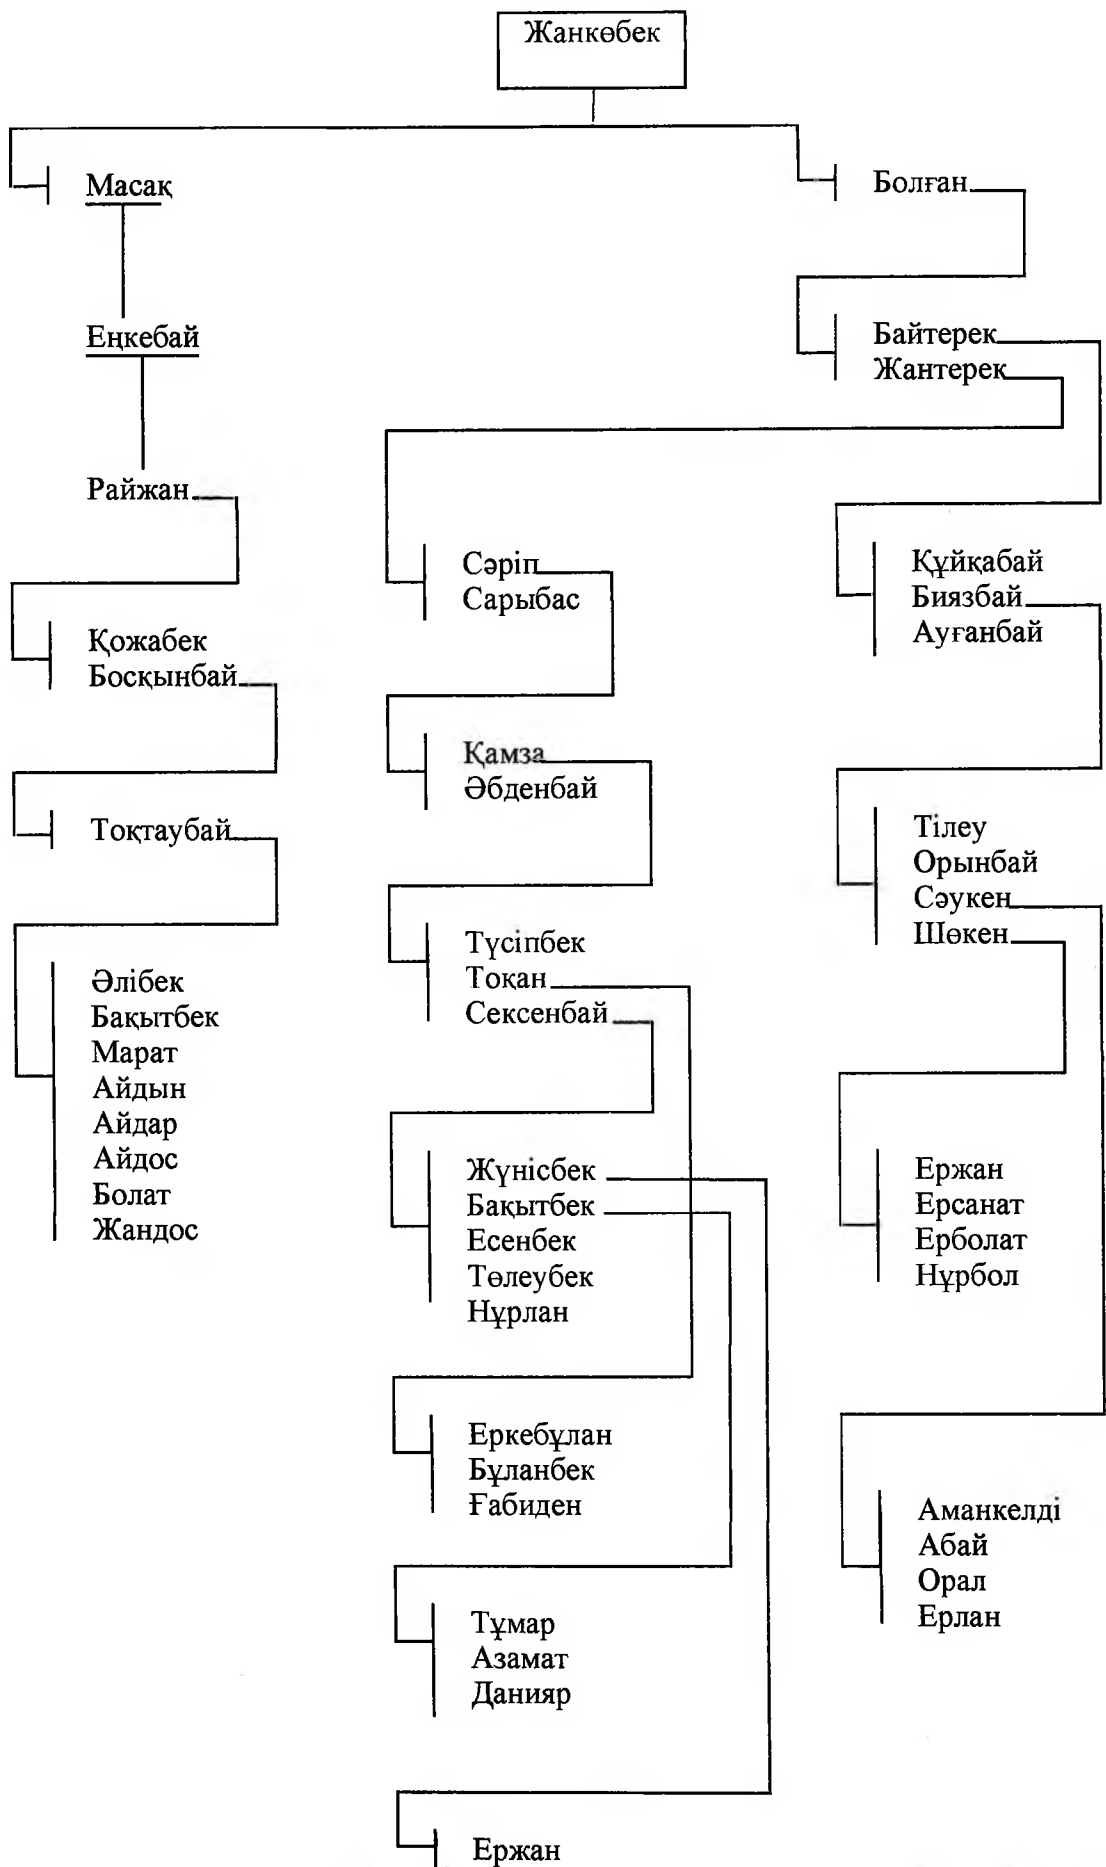 Жанкөбек
Масақ
Болған
Еңкебай
Байтерек
Жантерек
Райжан
Сәріп
Сарыбас
Құйқабай
Биязбай
Ауғанбай
Қожабек
Босқынбай
Қамза
Әбденбай
Тоқтаубай
Тілеу
Орынбай
Сәукен
Шөкен
Түсіпбек
Тоқан
Сексенбай
Әлібек
Бақытбек
Марат
Айдын
Айдар
Айдос
Болат
Жандос
Жүнісбек
Бақытбек
Есенбек
Төлеубек
Нұрлан
Ержан
Ерсанат
Ерболат
Нұрбол
Еркебұлан
Бұланбек
Ғабиден
Аманкелді
Абай
Орал
Ерлан
Тұмар
Азамат
Данияр
Ержан